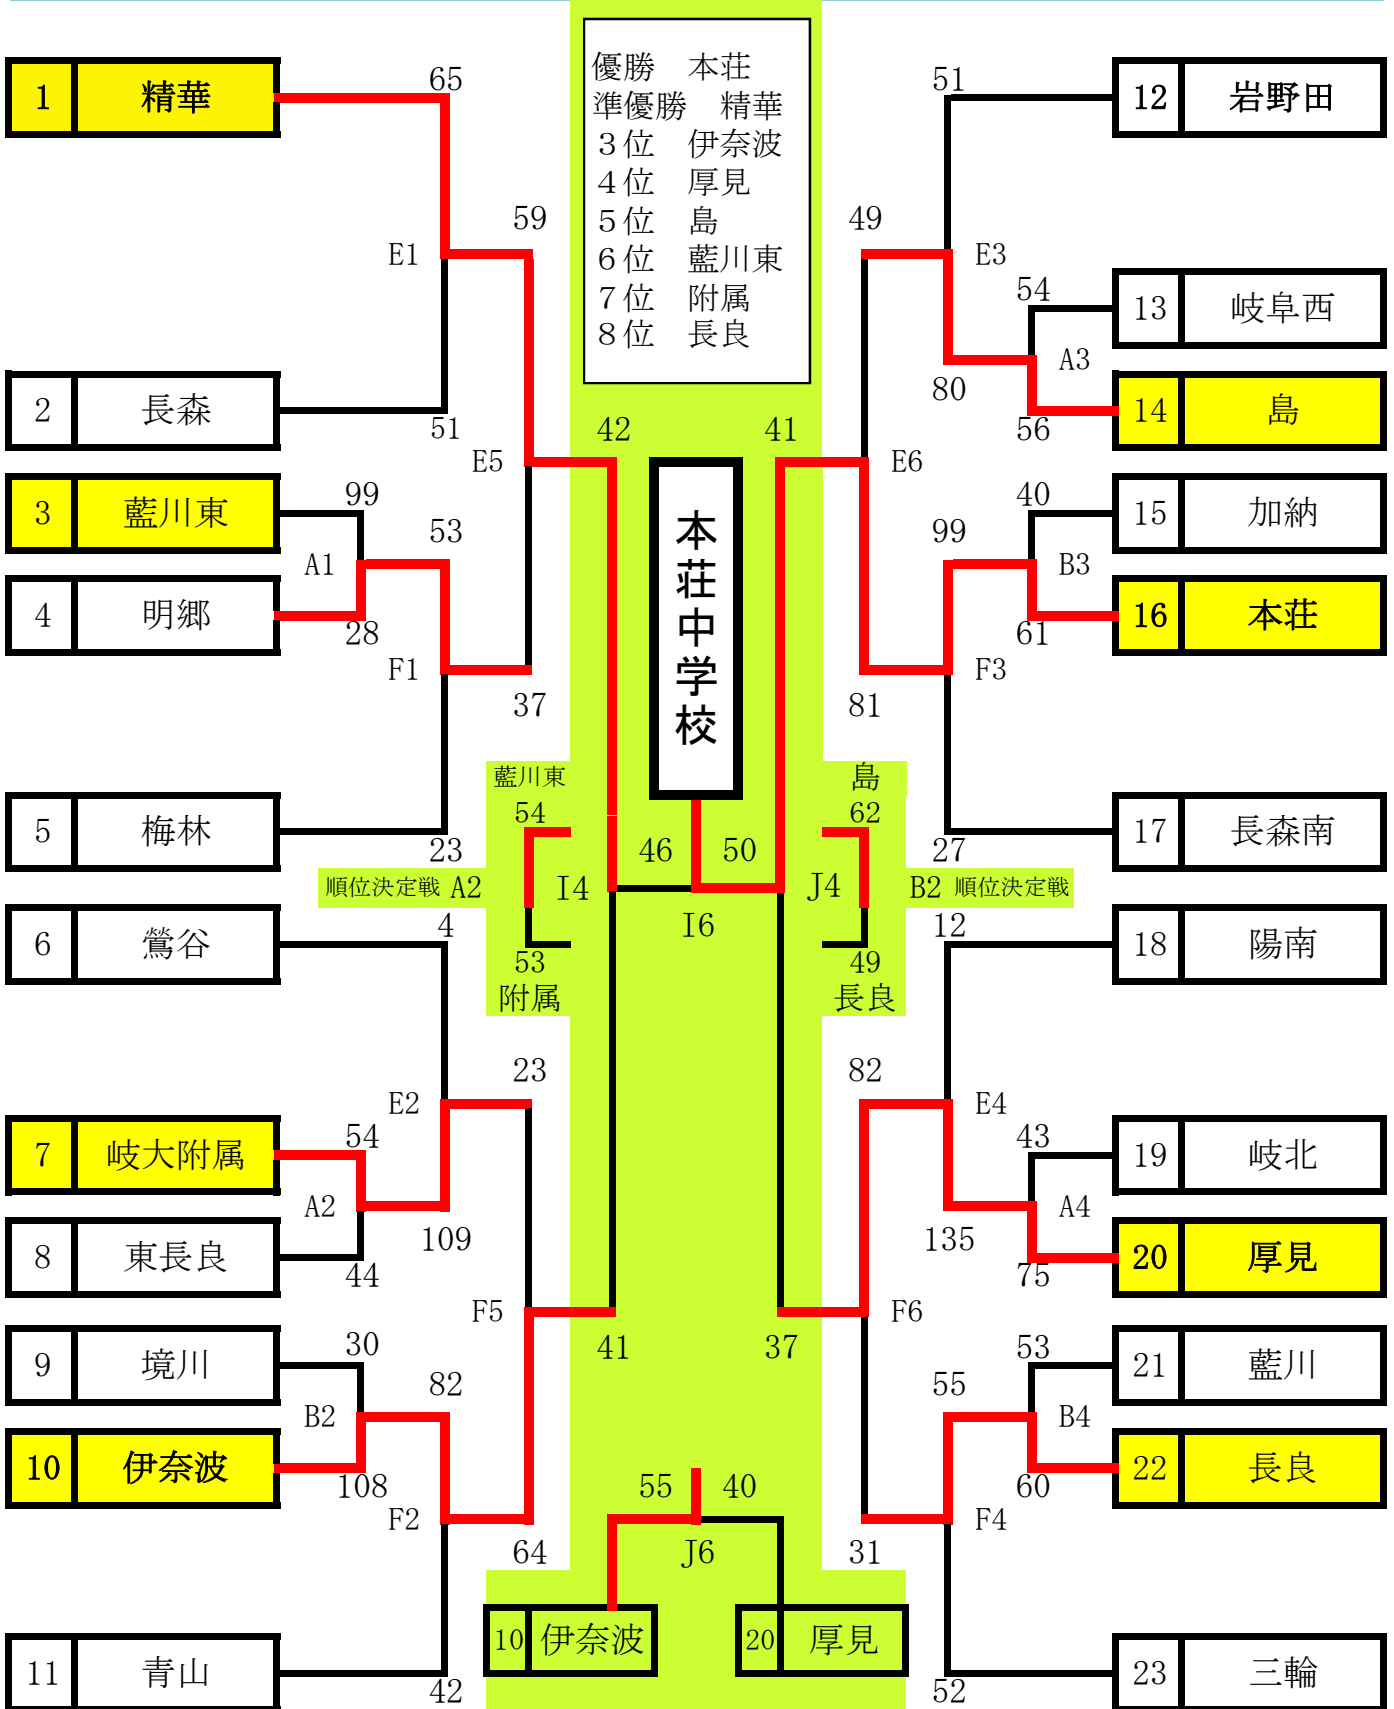 優勝　本荘
準優勝　精華
３位　伊奈波
４位　厚見
５位　島
６位　藍川東
７位　附属
８位　長良
1 精華
65
59
E1
2 長森
51
E5
42
3 藍川東
99
53
A1
4 明郷
28
F1
37
5 梅林
23
順位決定戦 A2
藍川東
54
I4
53
附属
6 鶯谷
4
23
E2
7 岐大附属
54
A2
109
8 東長良
44
F5
41
9 境川
30
82
B2
10 伊奈波
108
F2
64
11 青山
42
本荘中学校
46 50
I6
55 40
J6
10 伊奈波
20 厚見
51
12 岩野田
49
E3
54
13 岐阜西
A3
80
14 島
56
41
E6
40
15 加納
99
B3
16 本荘
61
F3
81
17 長森南
27
島
62
J4
49
長良
B2 順位決定戦
12
18 陽南
82
E4
43
19 岐北
A4
135
20 厚見
75
F6
37
53
21 藍川
55
B4
22 長良
60
F4
31
23 三輪
52